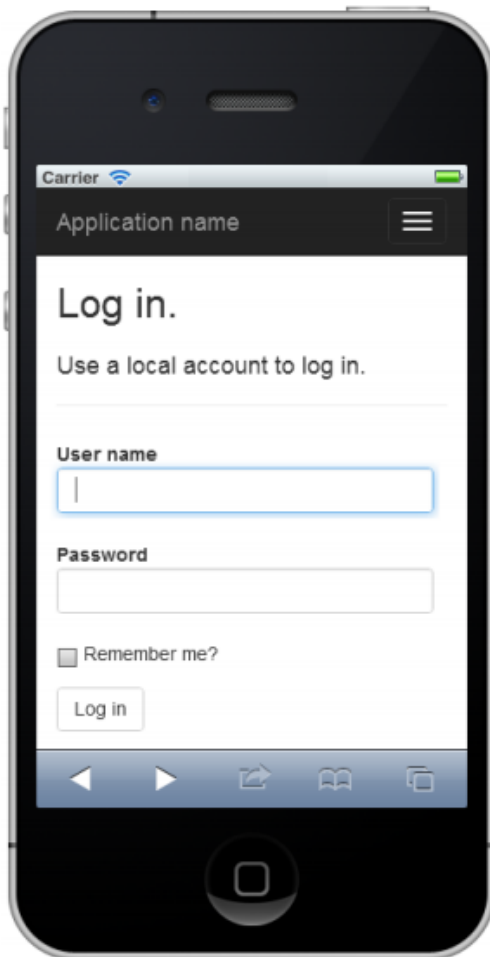 Carrier
Application name
Log in.
Use a local account to log in.
User name
Password
Remember me?
Log in